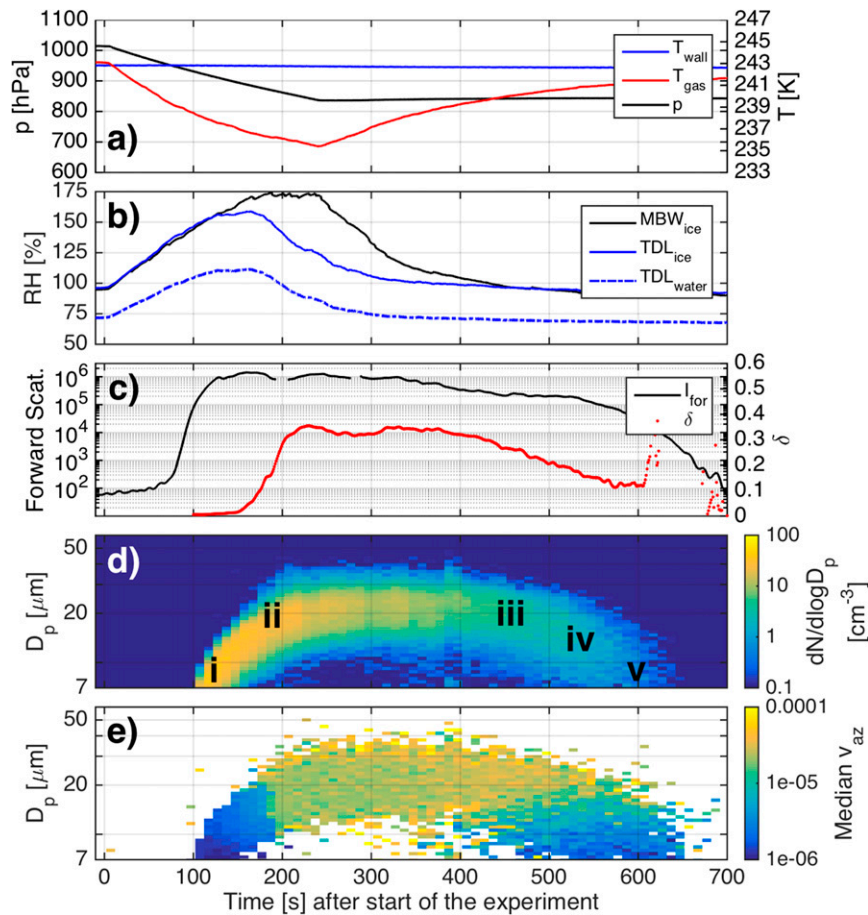 a)
p [hPa]
1100
1000
900
800
700
600
247
245
243
241
239
237
235
233
T [K]
T_wall
T_gas
p
b)
RH [%]
175
150
125
100
75
50
MBW_ice
TDL_ice
TDL_water
c)
Forward Scat.
10^6
10^5
10^4
10^3
10^2
0.6
0.5
0.4
0.3
0.2
0.1
0
δ
I_for
δ
d)
D_p [μm]
50
20
7
i
ii
iii
iv
v
100
10
1
0.1
dN/dlogD_p
[cm^-3]
e)
D_p [μm]
50
20
7
0.0001
1e-05
1e-06
Median v_az
0 100 200 300 400 500 600 700
Time [s] after start of the experiment